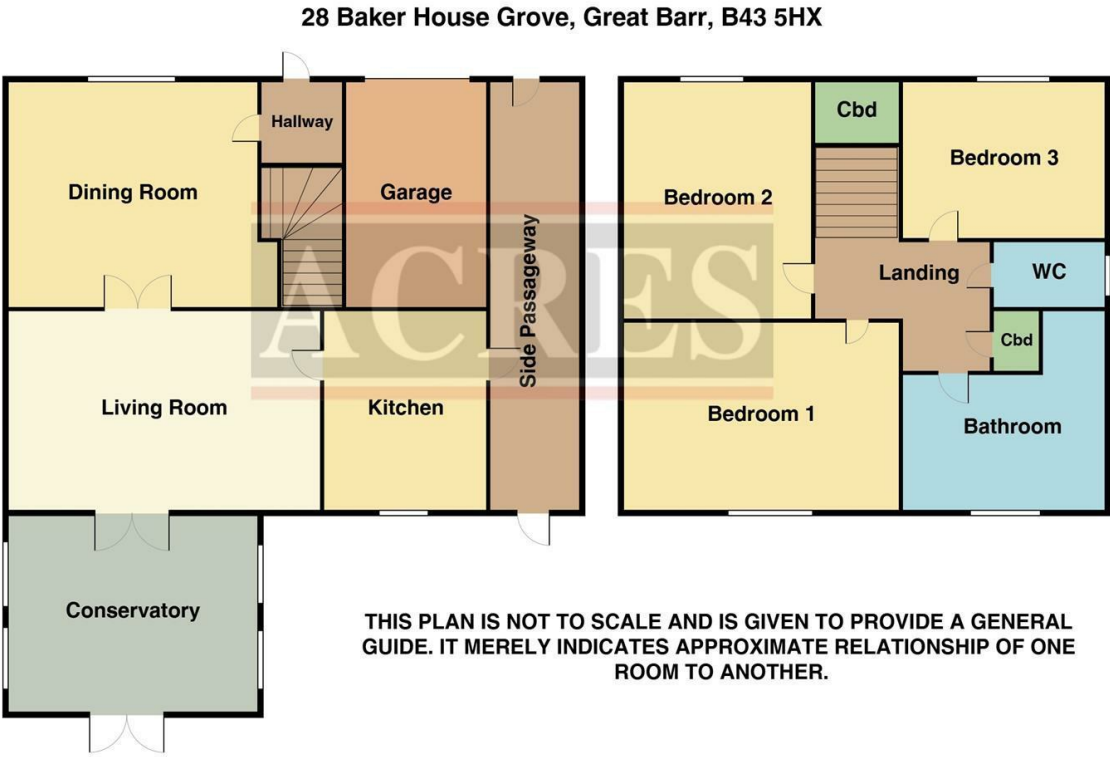 28 Baker House Grove, Great Barr, B43 5HX
Hallway
Dining Room
Garage
Side Passageway
Living Room
Kitchen
Conservatory
Cbd
Bedroom 3
Bedroom 2
Landing
WC
Cbd
Bedroom 1
Bathroom
ACRES
THIS PLAN IS NOT TO SCALE AND IS GIVEN TO PROVIDE A GENERAL
GUIDE. IT MERELY INDICATES APPROXIMATE RELATIONSHIP OF ONE
ROOM TO ANOTHER.